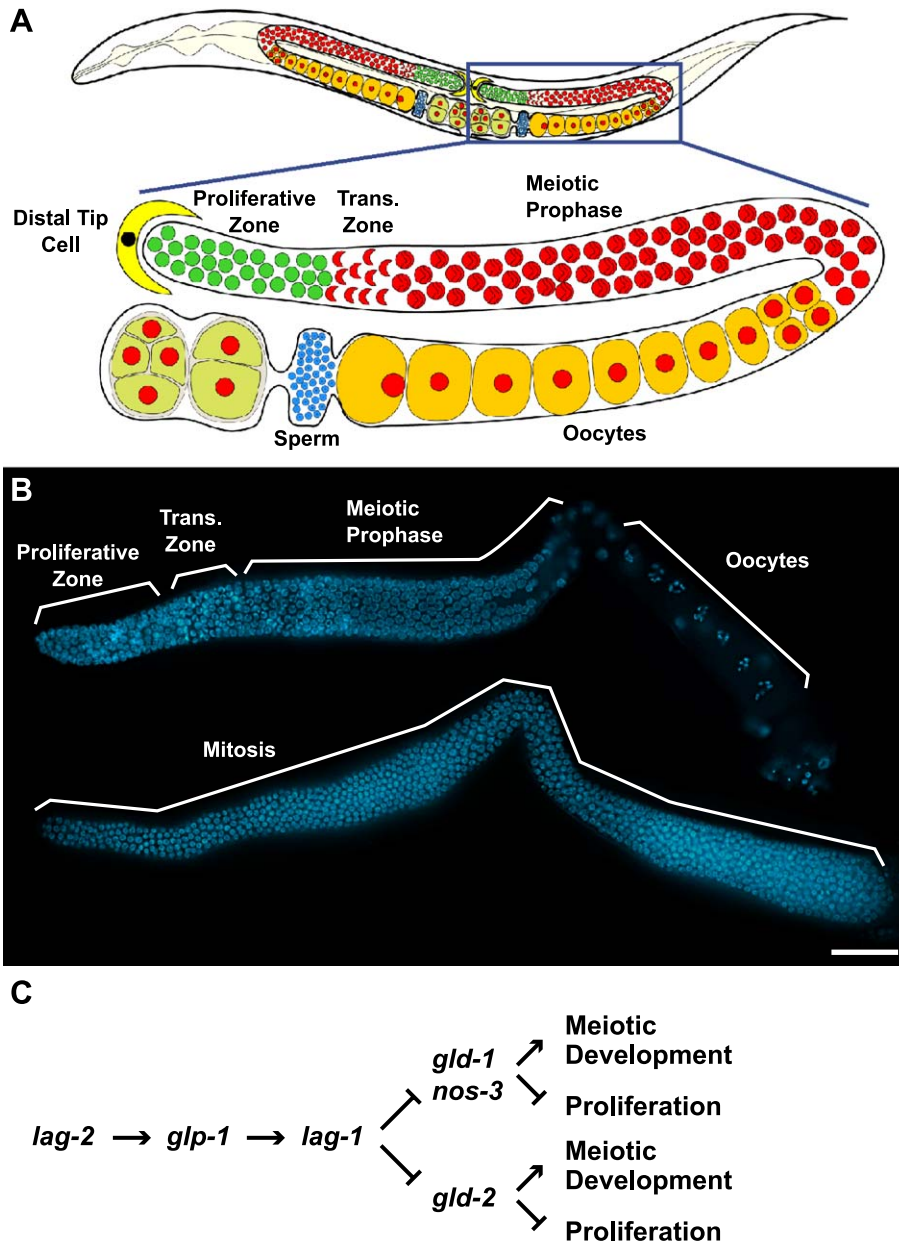 A
Distal Tip
Cell
Proliferative
Zone
Trans.
Zone
Meiotic
Prophase
Sperm
Oocytes
B
Proliferative
Zone
Trans.
Zone
Meiotic
Prophase
Oocytes
Mitosis
C
lag-2 → glp-1 → lag-1
gld-1
nos-3
Meiotic
Development
Proliferation
gld-2
Meiotic
Development
Proliferation